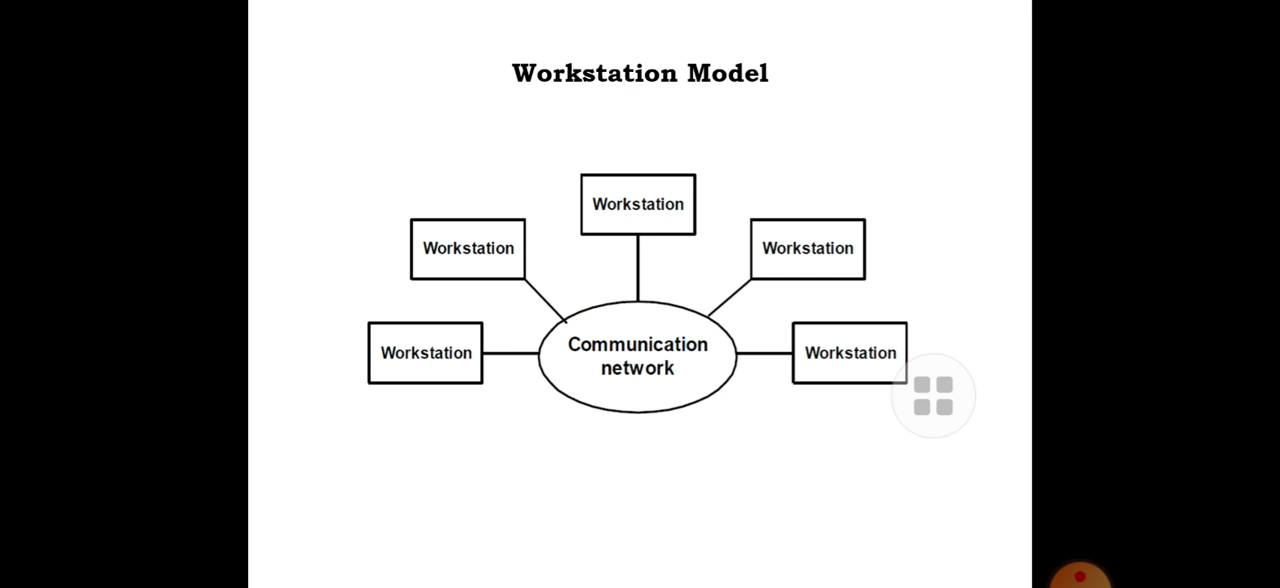 Workstation Model
Workstation
Workstation
Workstation
Workstation
Communication
network
Workstation